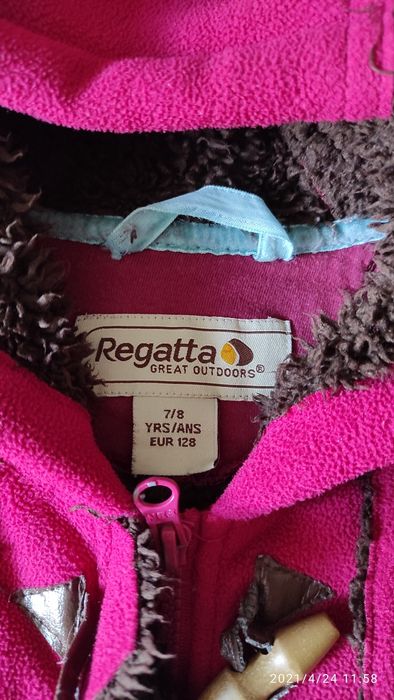 Regatta
GREAT OUTDOORS®
7/8
YRS/ANS
EUR 128
2021/4/24 11:58